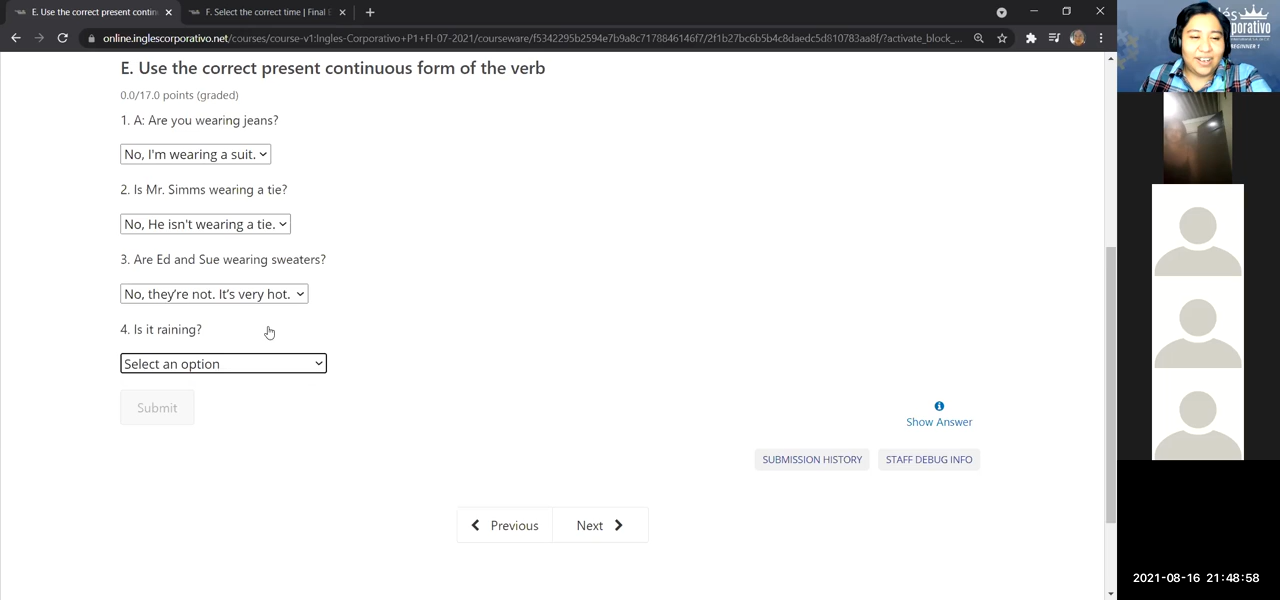 E. Use the correct present contin
F. Select the correct time | Final E
online.inglescorporativo.net/courses/course-v1:Ingles-Corporativo+P1+FI-07-2021/courseware/f5342295b2594e7b9a8c7178846146f7/2f1b27bc6b5b4c8daedc5d810783aa8f/?activate_block_...
E. Use the correct present continuous form of the verb
0.0/17.0 points (graded)
1. A: Are you wearing jeans?
No, I'm wearing a suit.
2. Is Mr. Simms wearing a tie?
No, He isn't wearing a tie.
3. Are Ed and Sue wearing sweaters?
No, they’re not. It’s very hot.
4. Is it raining?
Select an option
Submit
Show Answer
SUBMISSION HISTORY
STAFF DEBUG INFO
Previous
Next
és
porativo
BEGINNER 1
2021-08-16 21:48:58